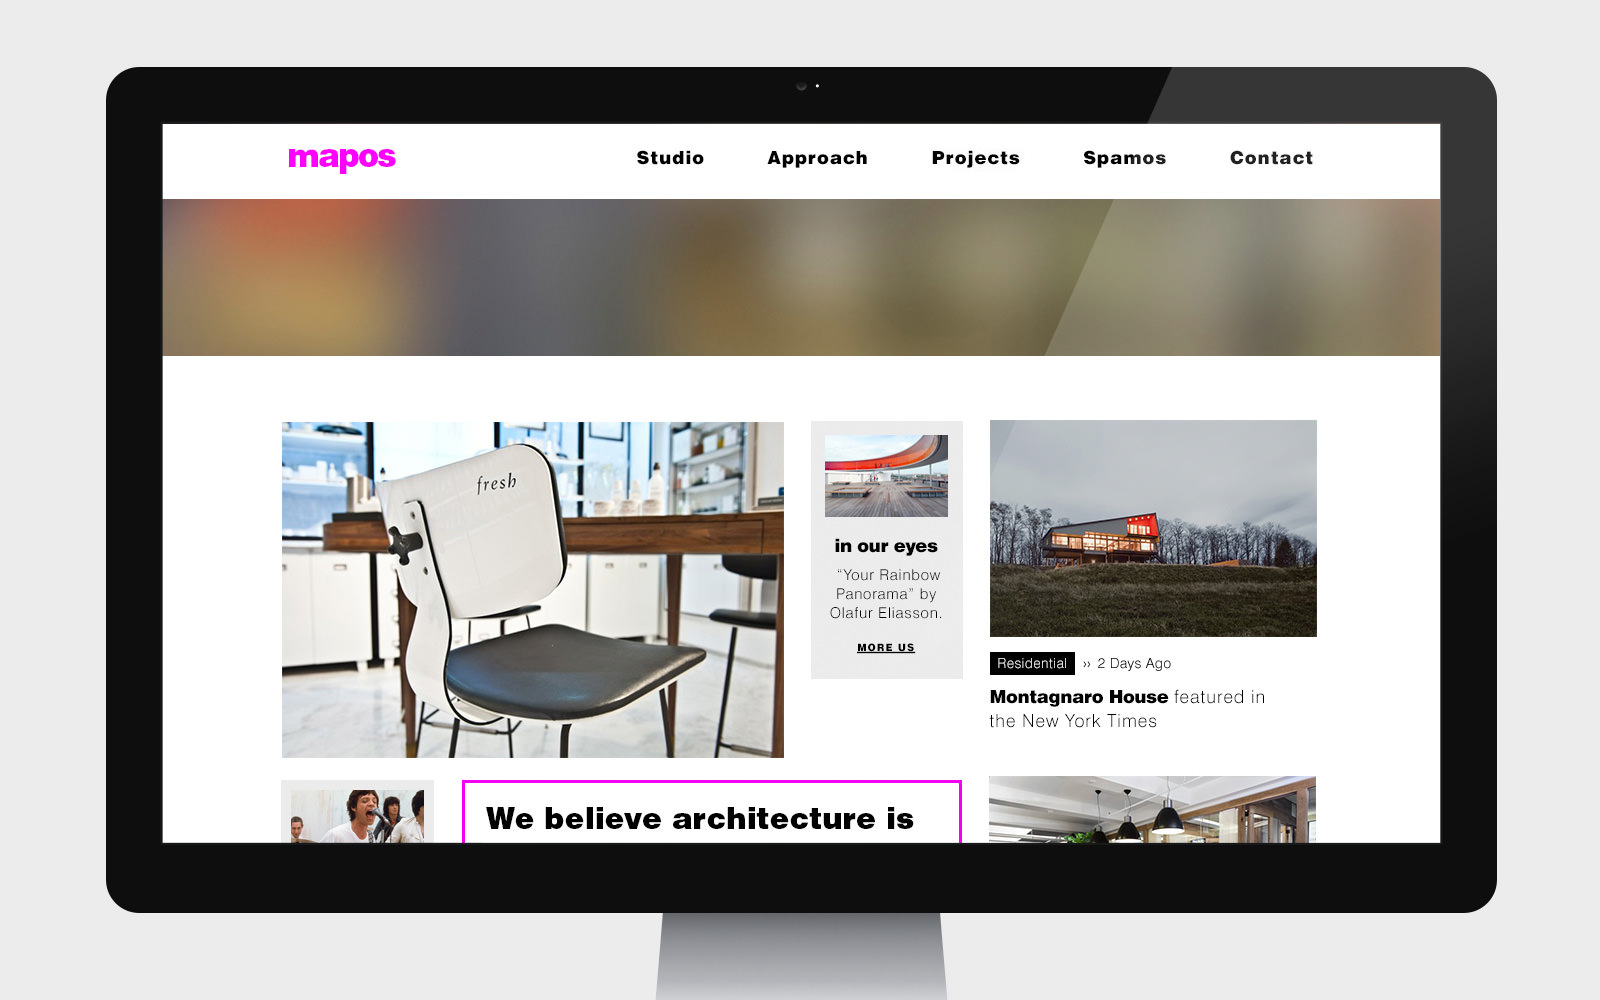 mapos
Studio
Approach
Projects
Spamos
Contact
fresh
in our eyes
“Your Rainbow
Panorama” by
Olafur Eliasson.
MORE US
Residential ›› 2 Days Ago
Montagnaro House featured in
the New York Times
We believe architecture is